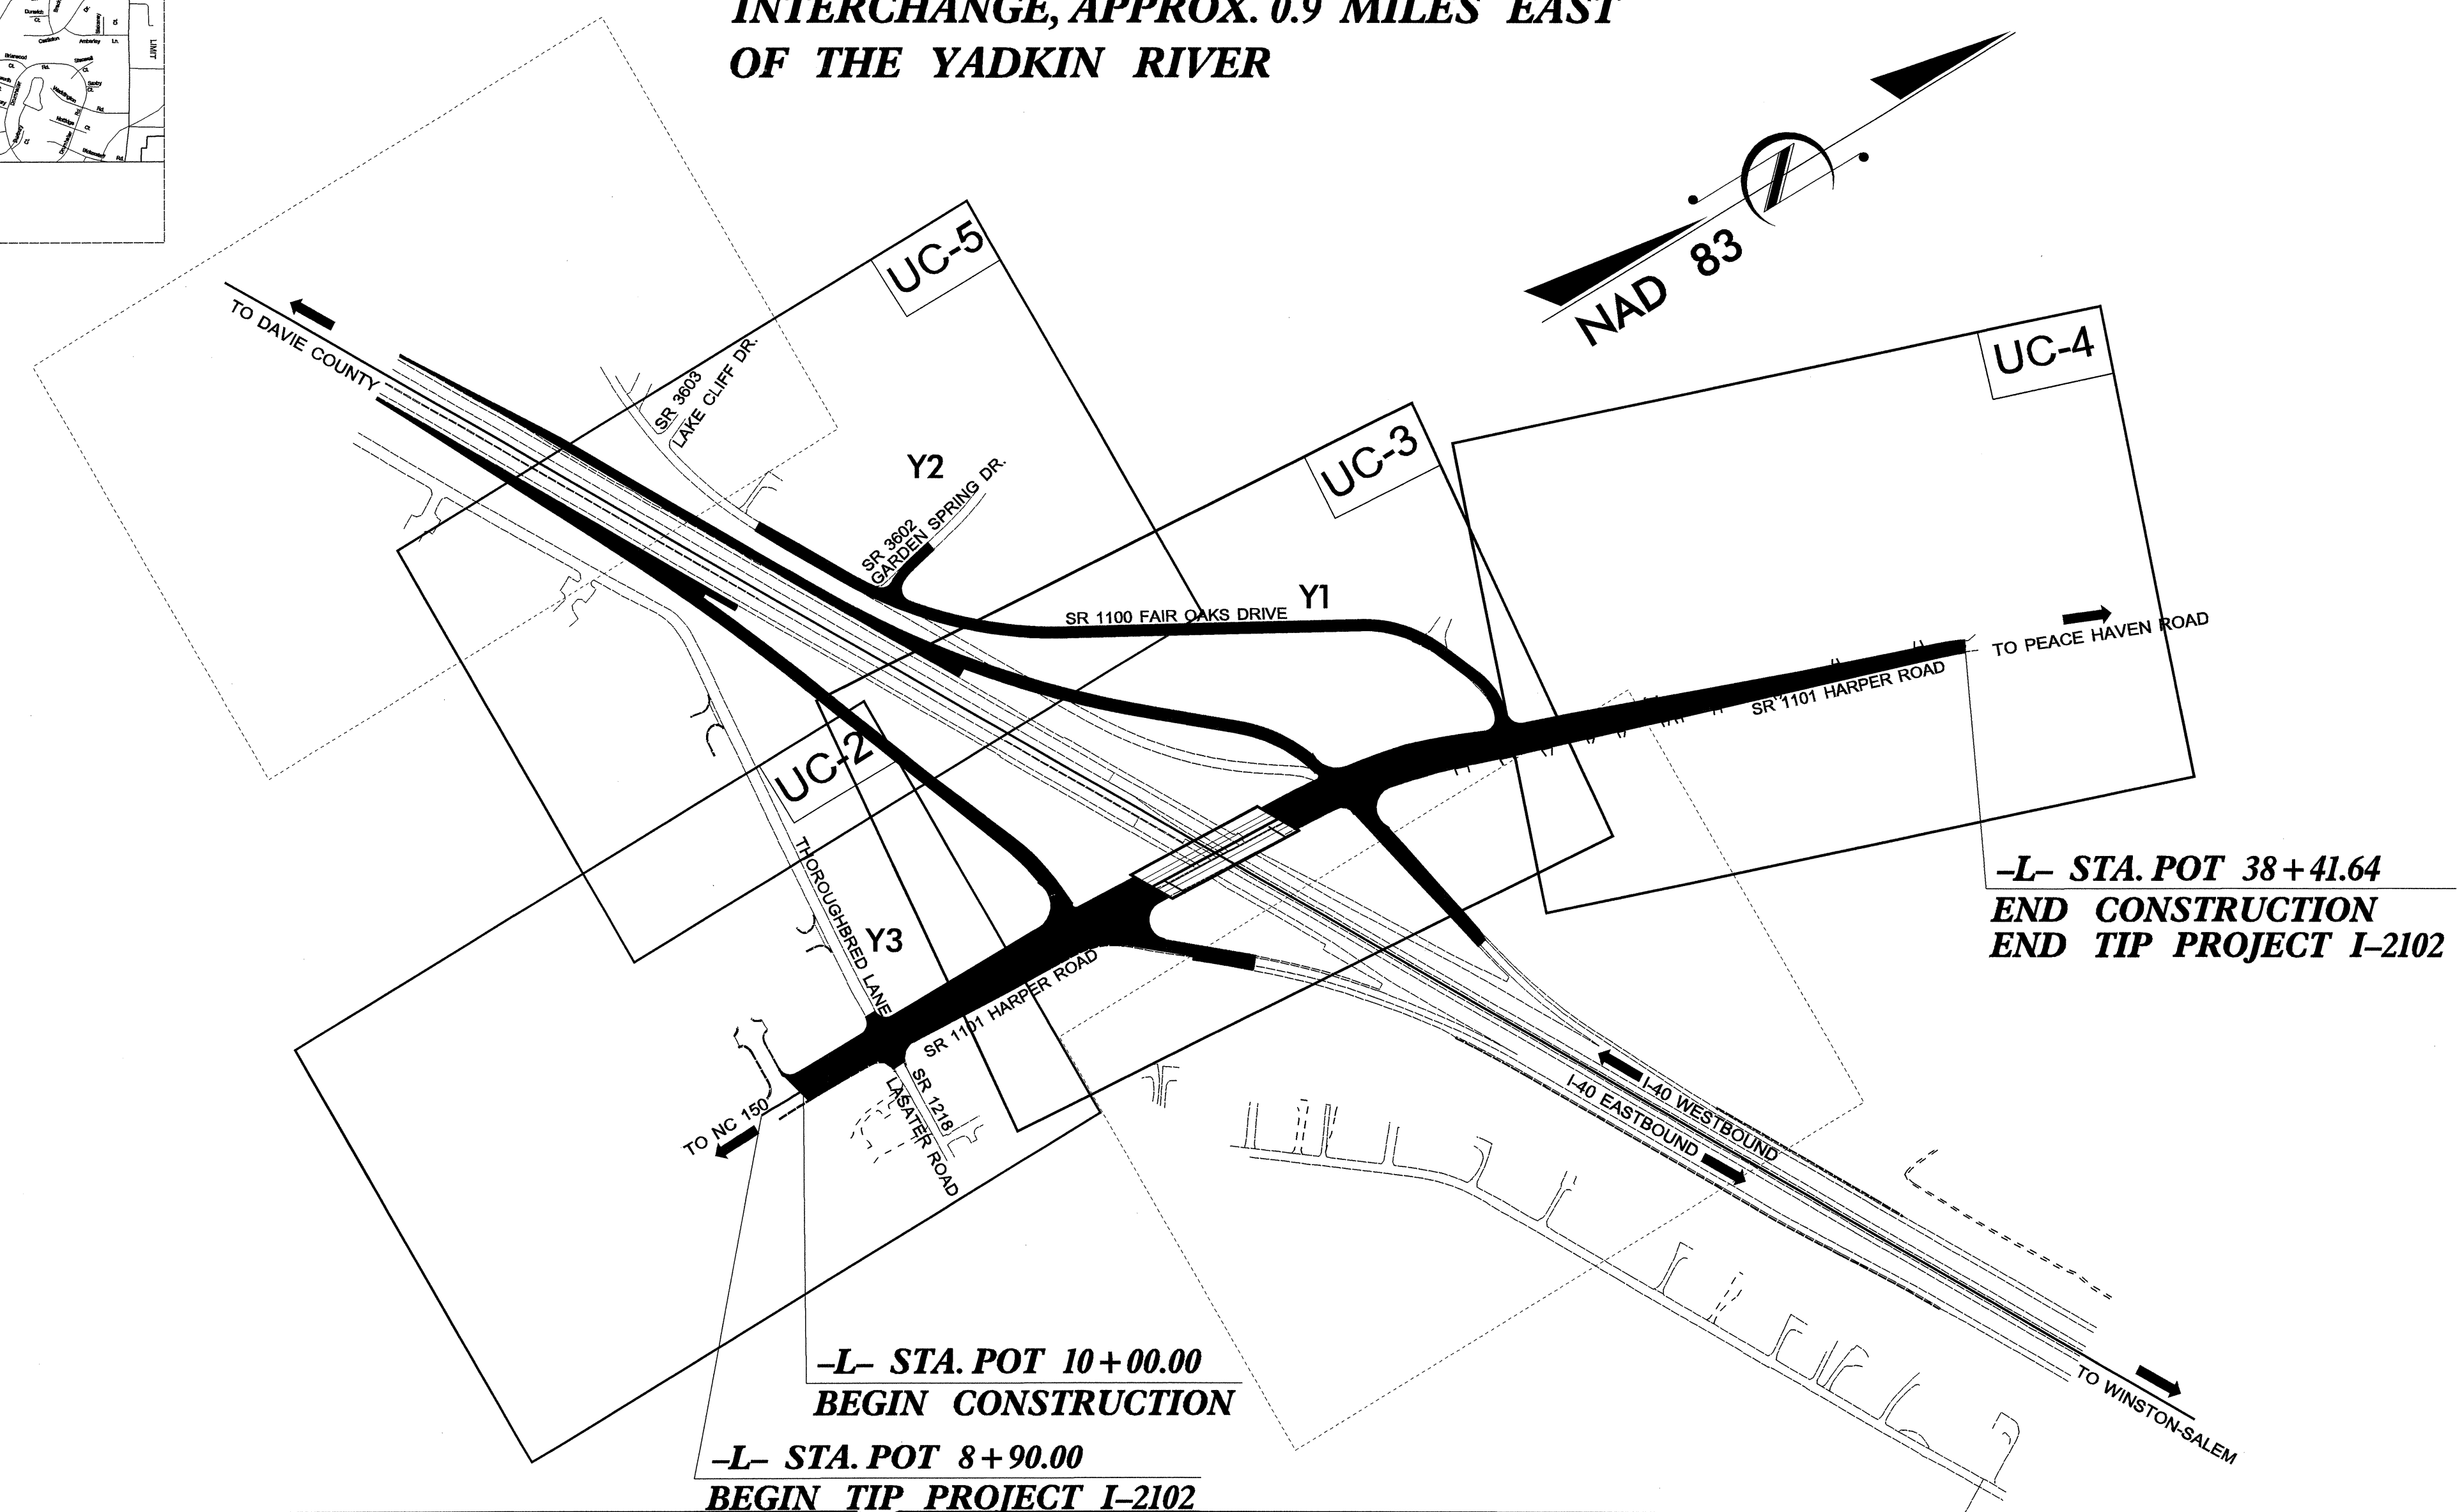 INTERCHANGE, APPROX. 0.9 MILES EAST
OF THE YADKIN RIVER
LIMIT
NAD 83
UC-5
UC-4
UC-3
UC-2
TO DAVIE COUNTY
SR 3603
LAKE CLIFF DR.
Y2
SR 3602
GARDEN SPRING DR.
SR 1100 FAIR OAKS DRIVE
Y1
TO PEACE HAVEN ROAD
SR 1101 HARPER ROAD
THOROUGHBRED LANE
Y3
SR 1101 HARPER ROAD
SR 1218
LASATER ROAD
TO NC 150
I-40 WESTBOUND
I-40 EASTBOUND
TO WINSTON-SALEM
–L– STA. POT 38+41.64
END CONSTRUCTION
END TIP PROJECT I–2102
–L– STA. POT 10+00.00
BEGIN CONSTRUCTION
–L– STA. POT 8+90.00
BEGIN TIP PROJECT I–2102